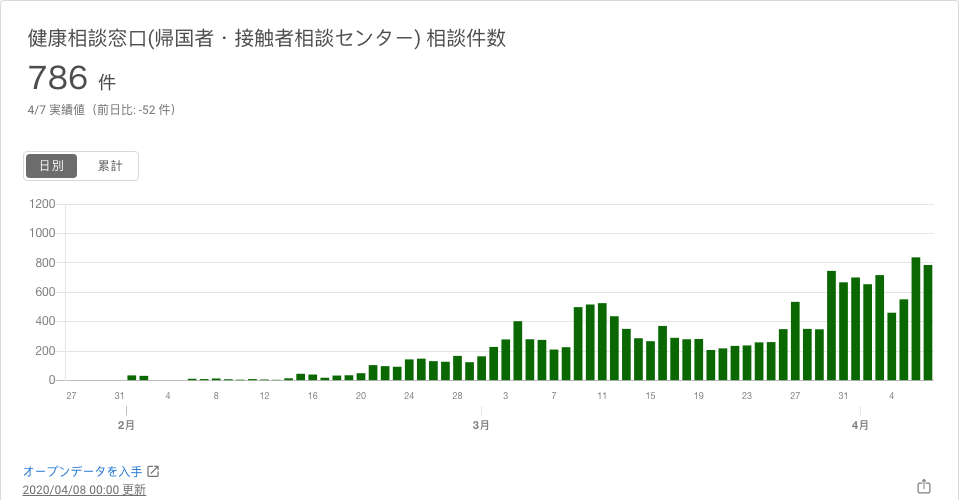 健康相談窓口(帰国者・接触者相談センター) 相談件数
786 件
4/7 実績値（前日比: -52 件）
日別 累計
1200
1000
800
600
400
200
0
27 31 4 8 12 16 20 24 28 3 7 11 15 19 23 27 31 4
2月 3月 4月
オープンデータを入手
2020/04/08 00:00 更新